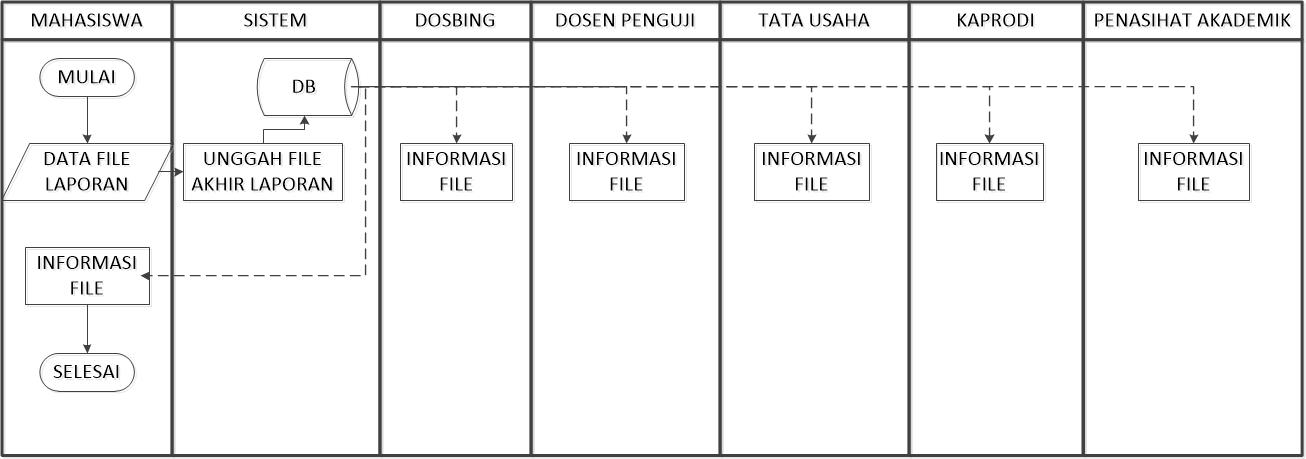 MAHASISWA
SISTEM
DOSBING
DOSEN PENGUJI
TATA USAHA
KAPRODI
PENASIHAT AKADEMIK
MULAI
DB
DATA FILE
LAPORAN
UNGGAH FILE
AKHIR LAPORAN
INFORMASI
FILE
INFORMASI
FILE
INFORMASI
FILE
INFORMASI
FILE
INFORMASI
FILE
INFORMASI
FILE
SELESAI